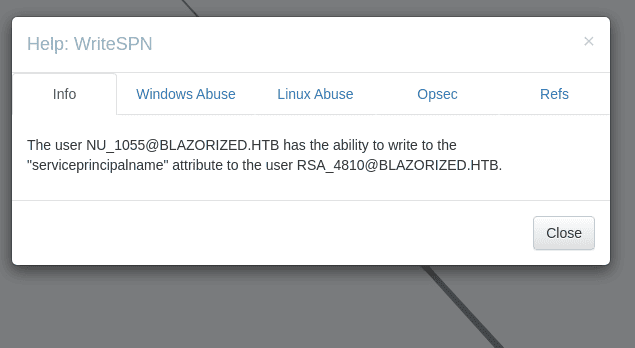 Help: WriteSPN
×
Info Windows Abuse Linux Abuse Opsec Refs
The user NU_1055@BLAZORIZED.HTB has the ability to write to the
"serviceprincipalname" attribute to the user RSA_4810@BLAZORIZED.HTB.
Close